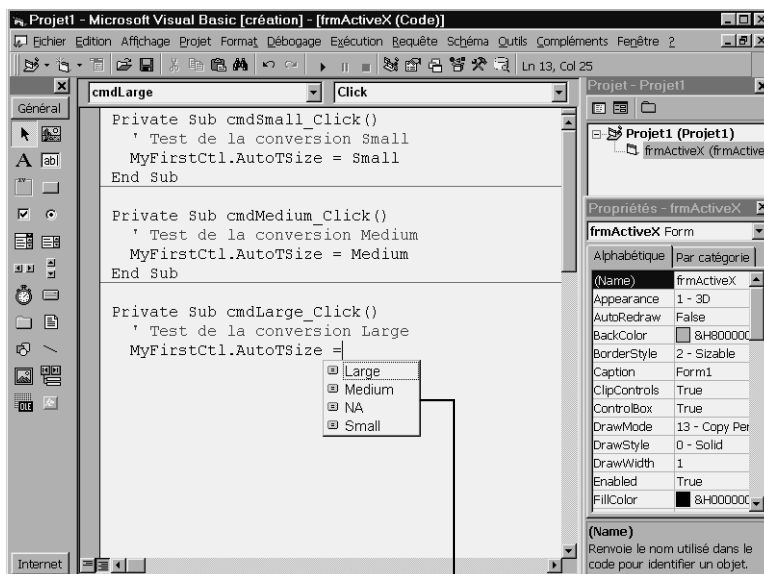 Projet1 - Microsoft Visual Basic [création] - [frmActiveX (Code)]
Fichier Edition Affichage Projet Format Débogage Exécution Requête Schéma Outils Compléments Fenêtre ?
Ln 13, Col 25
Général
A
ab
OLE
Internet
cmdLarge
Click
Private Sub cmdSmall_Click()
' Test de la conversion Small
MyFirstCtl.AutoTSize = Small
End Sub
Private Sub cmdMedium_Click()
' Test de la conversion Medium
MyFirstCtl.AutoTSize = Medium
End Sub
Private Sub cmdLarge_Click()
' Test de la conversion Large
MyFirstCtl.AutoTSize =
Large
Medium
NA
Small
Projet - Projet1
Projet1 (Projet1)
frmActiveX (frmActive
Propriétés - frmActiveX
frmActiveX Form
Alphabétique Par catégorie
(Name) frmActiveX
Appearance 1 - 3D
AutoRedraw False
BackColor &H800000
BorderStyle 2 - Sizable
Caption Form1
ClipControls True
ControlBox True
DrawMode 13 - Copy Per
DrawStyle 0 - Solid
DrawWidth 1
Enabled True
FillColor &H000000
(Name)
Renvoie le nom utilisé dans le
code pour identifier un objet.